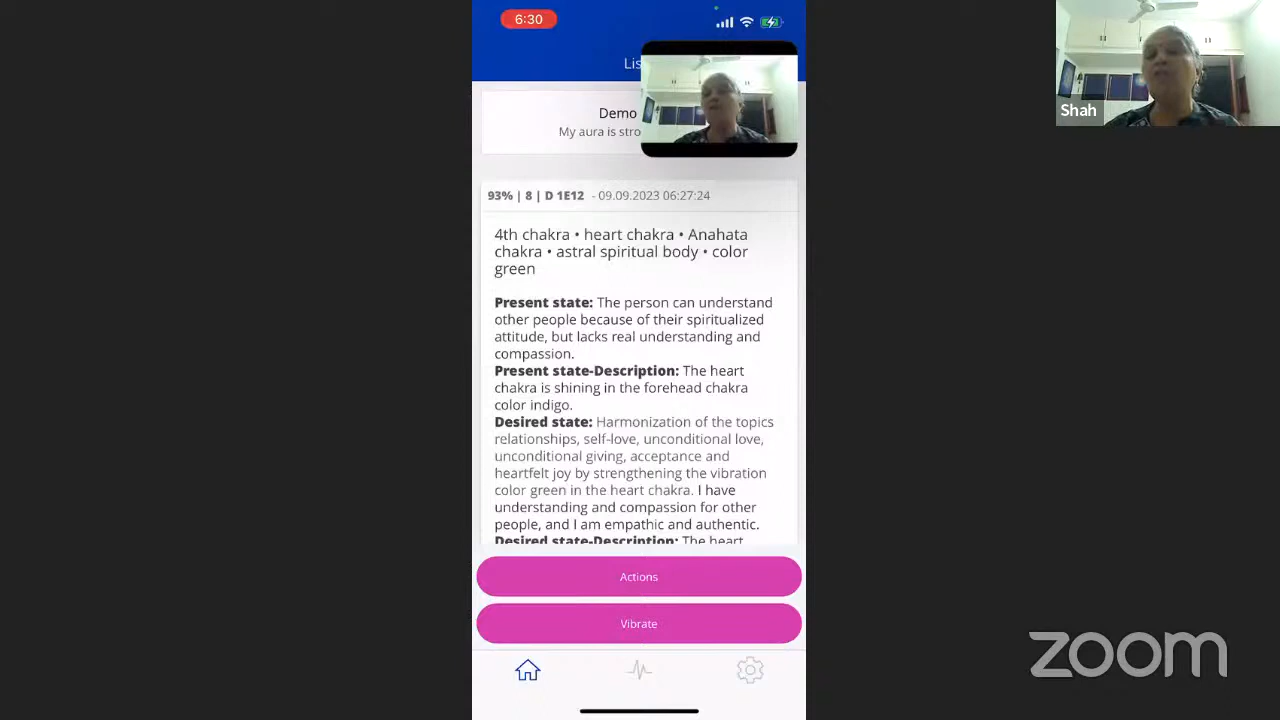 6:30
Lis
Demo
My aura is stro
93% | 8 | D 1E12 - 09.09.2023 06:27:24
4th chakra • heart chakra • Anahata
chakra • astral spiritual body • color
green
Present state: The person can understand
other people because of their spiritualized
attitude, but lacks real understanding and
compassion.
Present state-Description: The heart
chakra is shining in the forehead chakra
color indigo.
Desired state: Harmonization of the topics
relationships, self-love, unconditional love,
unconditional giving, acceptance and
heartfelt joy by strengthening the vibration
color green in the heart chakra. I have
understanding and compassion for other
people, and I am empathic and authentic.
Desired state-Description: The heart
Actions
Vibrate
Shah
zoom